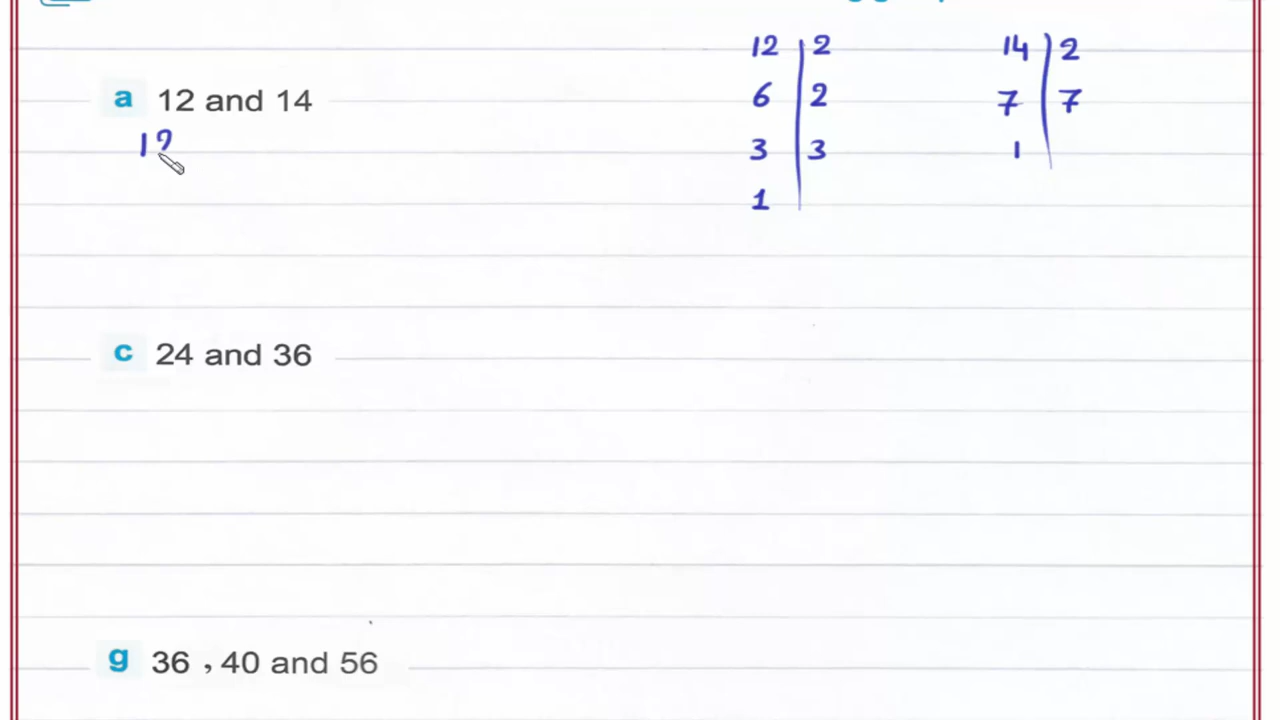 12 2 14 2
a 12 and 14 6 2 7 7
12 3 3 1
1
c 24 and 36
g 36 , 40 and 56